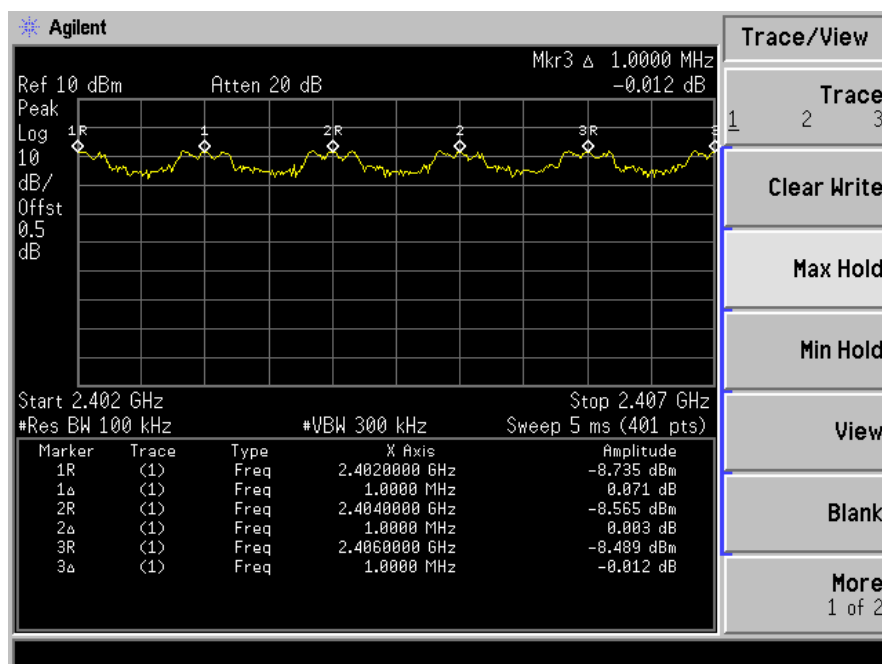 Agilent
Trace/View
Mkr3 Δ 1.0000 MHz
Ref 10 dBm Atten 20 dB -0.012 dB
Peak
Log
10
dB/
Offst
0.5
dB
1R 1 2R 2 3R 3
Start 2.402 GHz Stop 2.407 GHz
#Res BW 100 kHz #VBW 300 kHz Sweep 5 ms (401 pts)
Marker Trace Type X Axis Amplitude
1R (1) Freq 2.4020000 GHz -8.735 dBm
1Δ (1) Freq 1.0000 MHz 0.071 dB
2R (1) Freq 2.4040000 GHz -8.565 dBm
2Δ (1) Freq 1.0000 MHz 0.003 dB
3R (1) Freq 2.4060000 GHz -8.489 dBm
3Δ (1) Freq 1.0000 MHz -0.012 dB
Trace
1 2 3
Clear Write
Max Hold
Min Hold
View
Blank
More
1 of 2